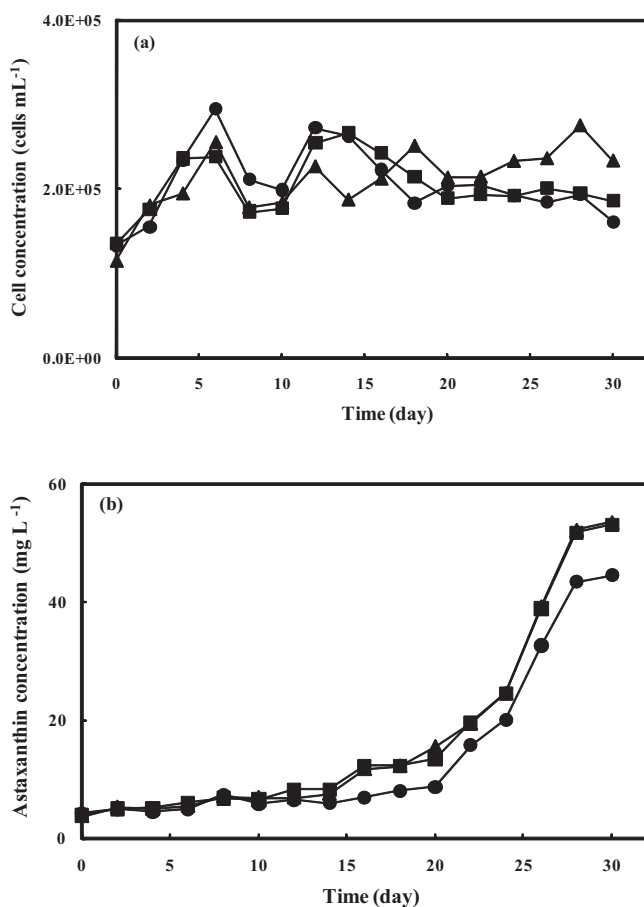 4.0E+05
(a)
Cell concentration (cells mL-1)
2.0E+05
0.0E+00
0 5 10 15 20 25 30
Time (day)
60
(b)
Astaxanthin concentration (mg L -1)
40
20
0
0 5 10 15 20 25 30
Time (day)